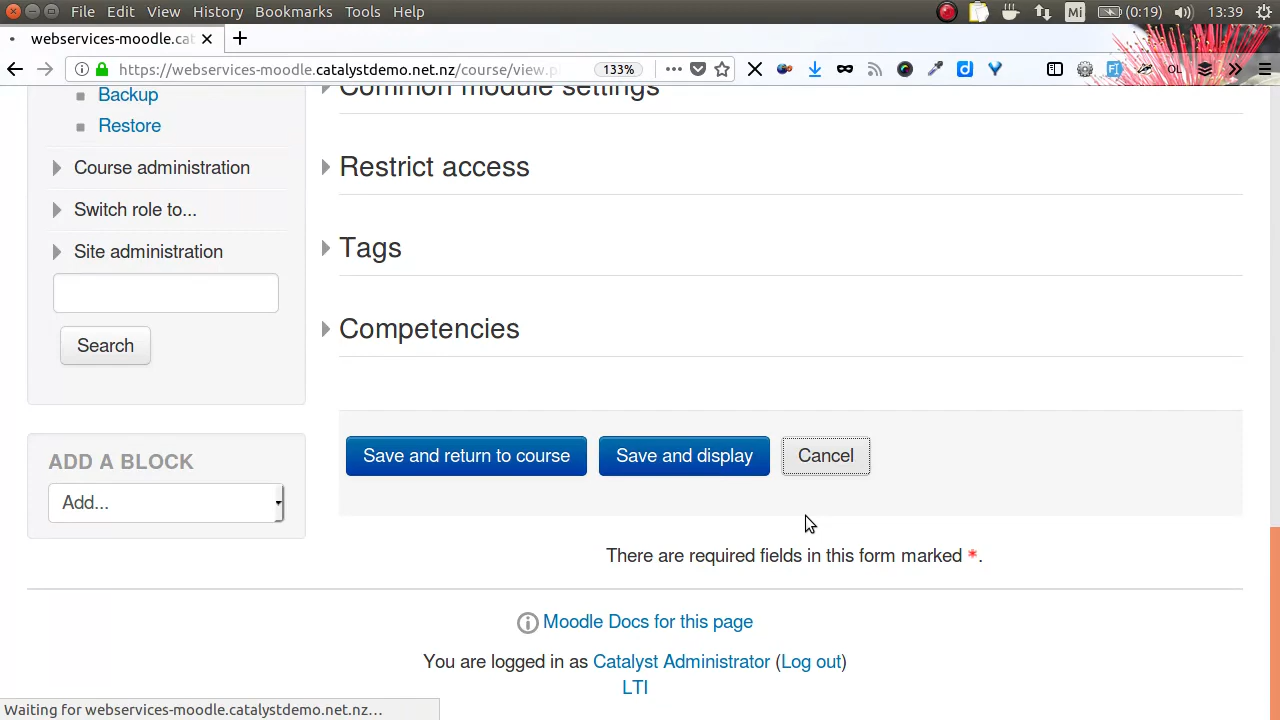 File Edit View History Bookmarks Tools Help
Mi (0:19) 13:39
webservices-moodle.cat
https://webservices-moodle.catalystdemo.net.nz/course/view.p 133%
OL
Common module settings
Backup
Restore
Course administration
Switch role to...
Site administration
Search
Restrict access
Tags
Competencies
ADD A BLOCK
Add...
Save and return to course Save and display Cancel
There are required fields in this form marked *.
Moodle Docs for this page
You are logged in as Catalyst Administrator (Log out)
LTI
Waiting for webservices-moodle.catalystdemo.net.nz…